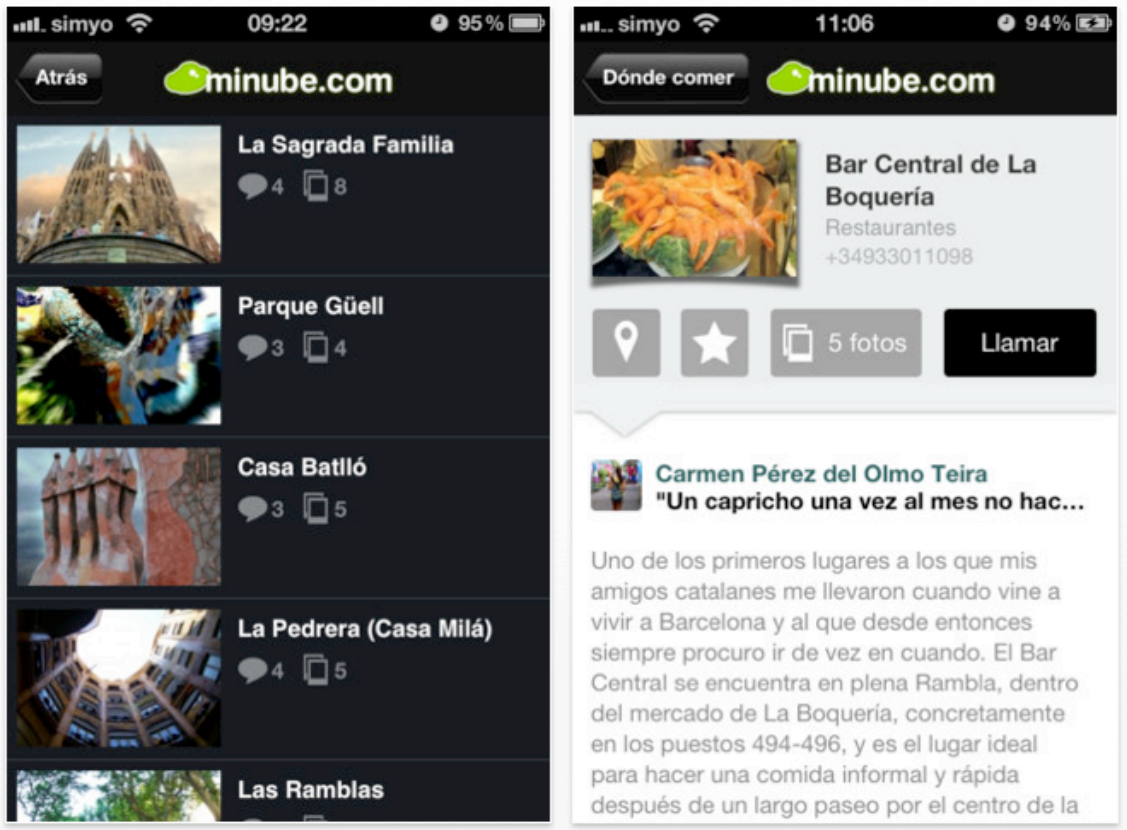 simyo 09:22 95%
Atrás minube.com
La Sagrada Familia
4 8
Parque Güell
3 4
Casa Batlló
3 5
La Pedrera (Casa Milá)
4 5
Las Ramblas
simyo 11:06 94%
Dónde comer minube.com
Bar Central de La
Boquería
Restaurantes
+34933011098
5 fotos Llamar
Carmen Pérez del Olmo Teira
"Un capricho una vez al mes no hac...
Uno de los primeros lugares a los que mis
amigos catalanes me llevaron cuando vine a
vivir a Barcelona y al que desde entonces
siempre procuro ir de vez en cuando. El Bar
Central se encuentra en plena Rambla, dentro
del mercado de La Boquería, concretamente
en los puestos 494-496, y es el lugar ideal
para hacer una comida informal y rápida
después de un largo paseo por el centro de la